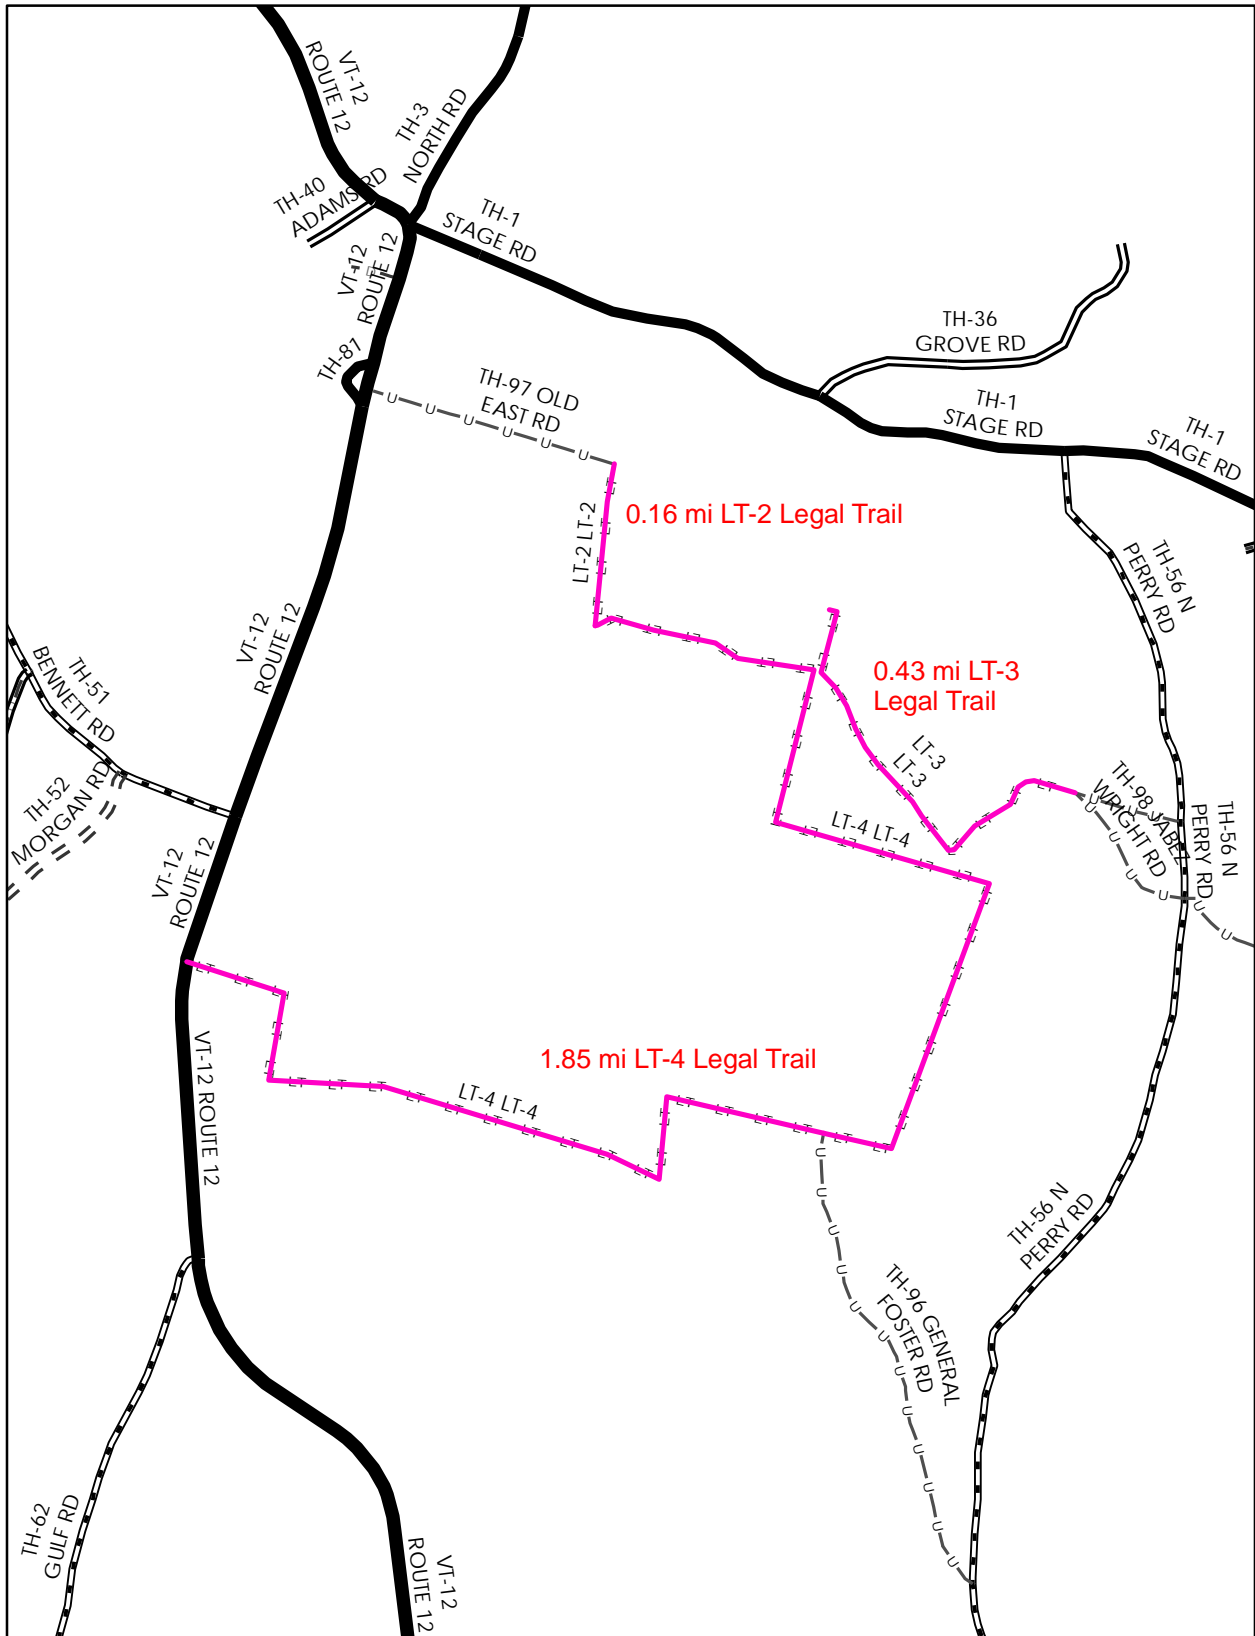 VT-12
ROUTE 12
TH-3
NORTH RD
TH-40
ADAMS RD
TH-1
STAGE RD
VT-12
ROUTE 12
TH-36
GROVE RD
TH-81
TH-97 OLD
EAST RD
TH-1
STAGE RD
TH-1
STAGE RD
0.16 mi LT-2 Legal Trail
LT-2 LT-2
TH-56 N
PERRY RD
VT-12
ROUTE 12
TH-51
BENNETT RD
0.43 mi LT-3
Legal Trail
LT-3
LT-3
TH-52
MORGAN RD
TH-98 JABEZ
WRIGHT RD
TH-56 N
PERRY RD
LT-4 LT-4
VT-12
ROUTE 12
VT-12 ROUTE 12
1.85 mi LT-4 Legal Trail
LT-4 LT-4
TH-56 N
PERRY RD
TH-96 GENERAL
FOSTER RD
TH-62
GULF RD
VT-12
ROUTE 12